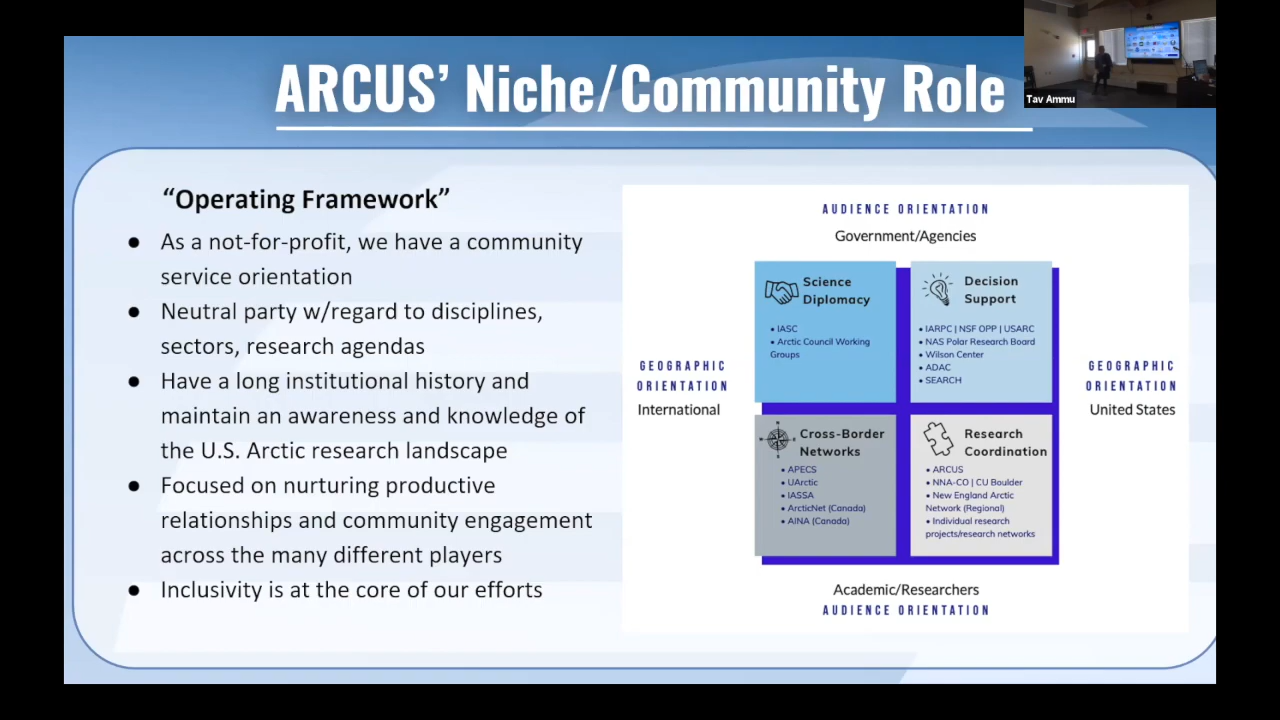 ARCUS’ Niche/Community Role
Tav Ammu
“Operating Framework”
● As a not-for-profit, we have a community
service orientation
● Neutral party w/regard to disciplines,
sectors, research agendas
● Have a long institutional history and
maintain an awareness and knowledge of
the U.S. Arctic research landscape
● Focused on nurturing productive
relationships and community engagement
across the many different players
● Inclusivity is at the core of our efforts
AUDIENCE ORIENTATION
Government/Agencies
GEOGRAPHIC
ORIENTATION
International
Science
Diplomacy
• IASC
• Arctic Council Working
Groups
Decision
Support
• IARPC | NSF OPP | USARC
• NAS Polar Research Board
• Wilson Center
• ADAC
• SEARCH
GEOGRAPHIC
ORIENTATION
United States
Cross-Border
Networks
• APECS
• UArctic
• IASSA
• ArcticNet (Canada)
• AINA (Canada)
Research
Coordination
• ARCUS
• NNA-CO | CU Boulder
• New England Arctic
Network (Regional)
• Individual research
projects/research networks
Academic/Researchers
AUDIENCE ORIENTATION